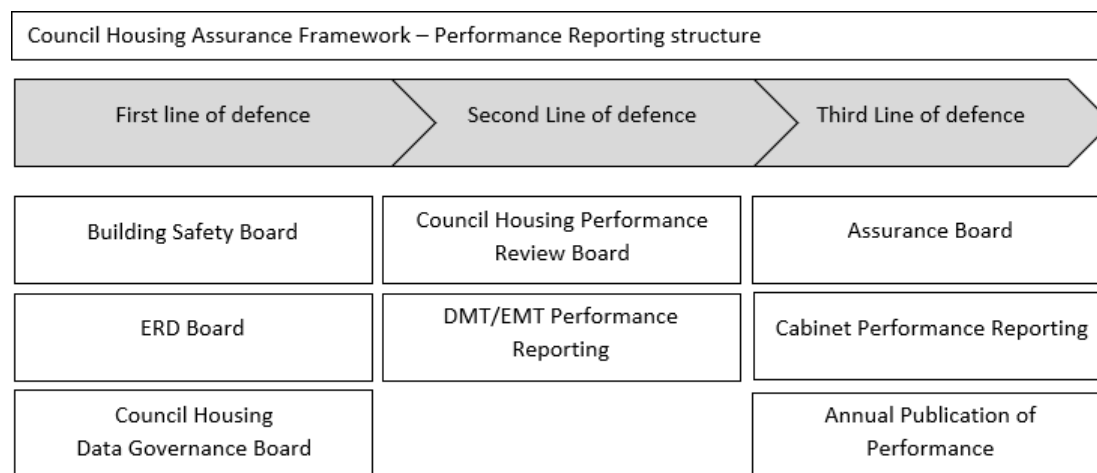 Council Housing Assurance Framework – Performance Reporting structure
First line of defence
Second Line of defence
Third Line of defence
Building Safety Board
Council Housing Performance
Review Board
Assurance Board
ERD Board
DMT/EMT Performance
Reporting
Cabinet Performance Reporting
Council Housing
Data Governance Board
Annual Publication of
Performance